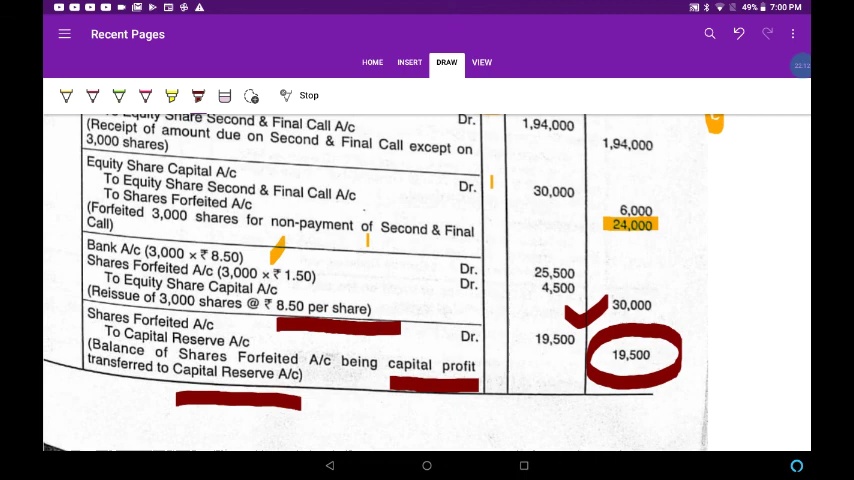 49% 7:00 PM
Recent Pages
22:12
HOME INSERT DRAW VIEW
Stop
To Equity Share Second & Final Call A/c Dr. 1,94,000
(Receipt of amount due on Second & Final Call except on 1,94,000
3,000 shares)
Equity Share Capital A/c Dr. 30,000
To Equity Share Second & Final Call A/c 6,000
To Shares Forfeited A/c 24,000
(Forfeited 3,000 shares for non-payment of Second & Final
Call)
Bank A/c (3,000 × ₹ 8.50) Dr. 25,500
Shares Forfeited A/c (3,000 × ₹ 1.50) Dr. 4,500
To Equity Share Capital A/c 30,000
(Reissue of 3,000 shares @ ₹ 8.50 per share)
Shares Forfeited A/c Dr. 19,500
To Capital Reserve A/c 19,500
(Balance of Shares Forfeited A/c being capital profit
transferred to Capital Reserve A/c)